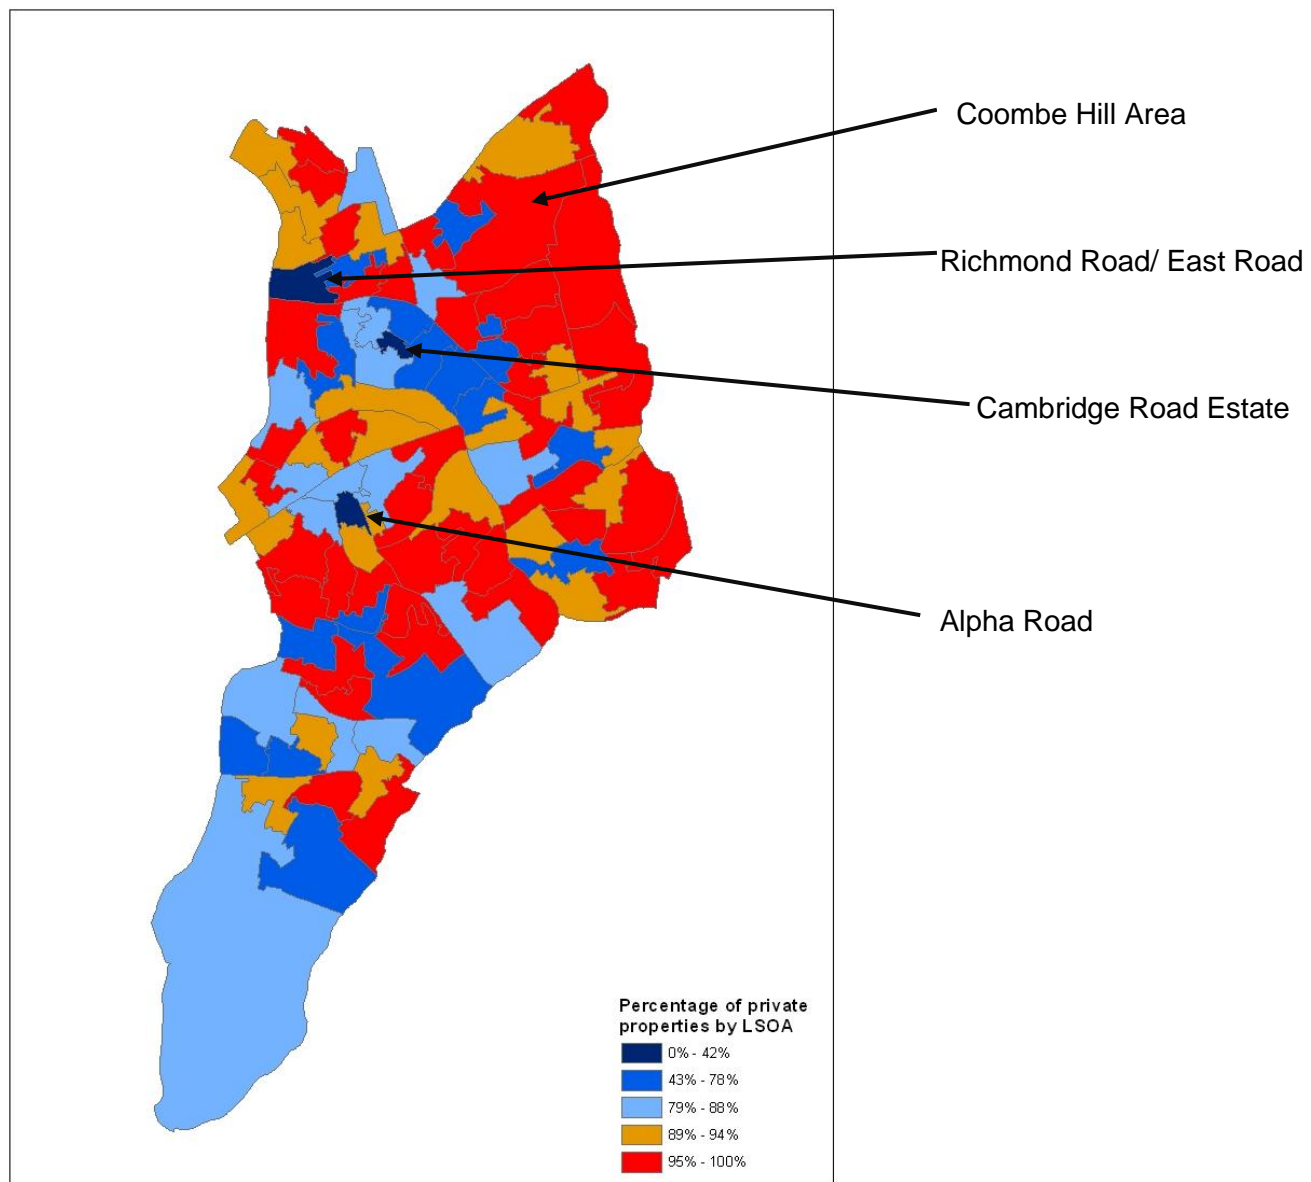 Coombe Hill Area
Richmond Road/ East Road
Cambridge Road Estate
Alpha Road
Percentage of private
properties by LSOA
0% - 42%
43% - 78%
79% - 88%
89% - 94%
95% - 100%